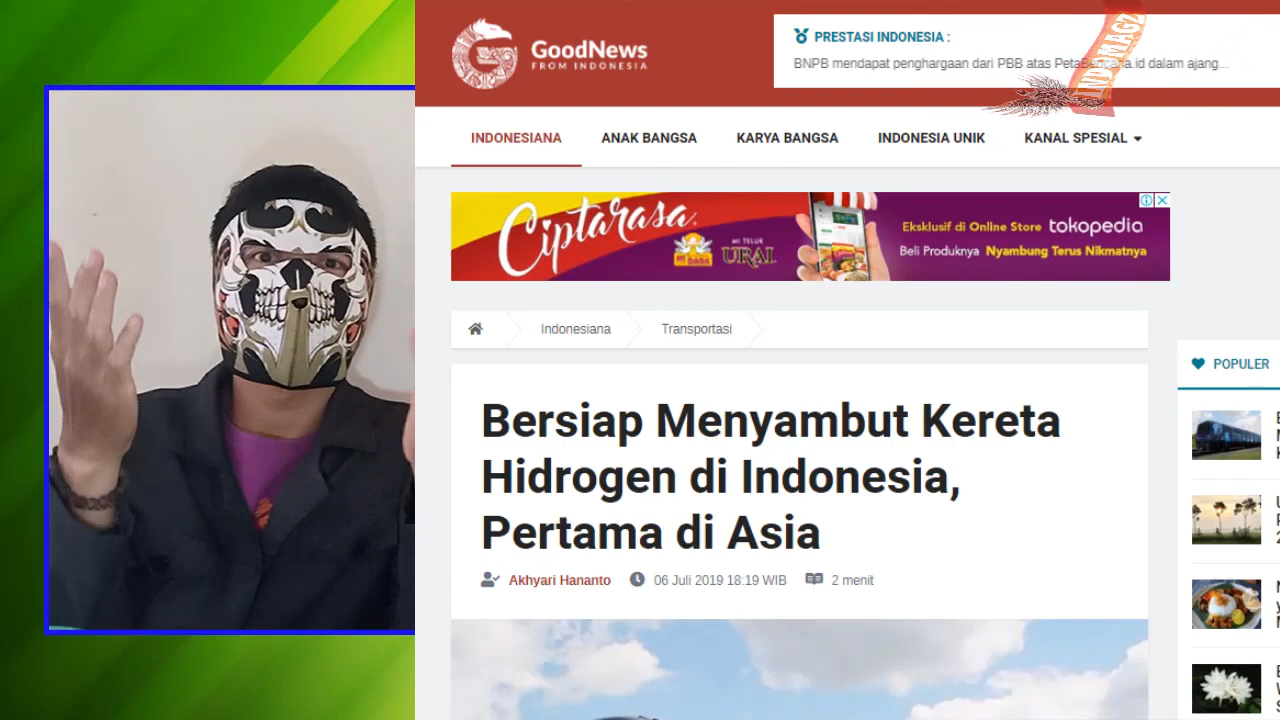 GoodNews
FROM INDONESIA
PRESTASI INDONESIA :
BNPB mendapat penghargaan dari PBB atas PetaBencana.id dalam ajang...
INDOMAGZ
INDONESIANA
ANAK BANGSA
KARYA BANGSA
INDONESIA UNIK
KANAL SPESIAL
Ciptarasa
MI TELUR
URAI
Eksklusif di Online Store tokopedia
Beli Produknya Nyambung Terus Nikmatnya
Indonesiana
Transportasi
POPULER
Bersiap Menyambut Kereta
Hidrogen di Indonesia,
Pertama di Asia
Akhyari Hananto
06 Juli 2019 18:19 WIB
2 menit